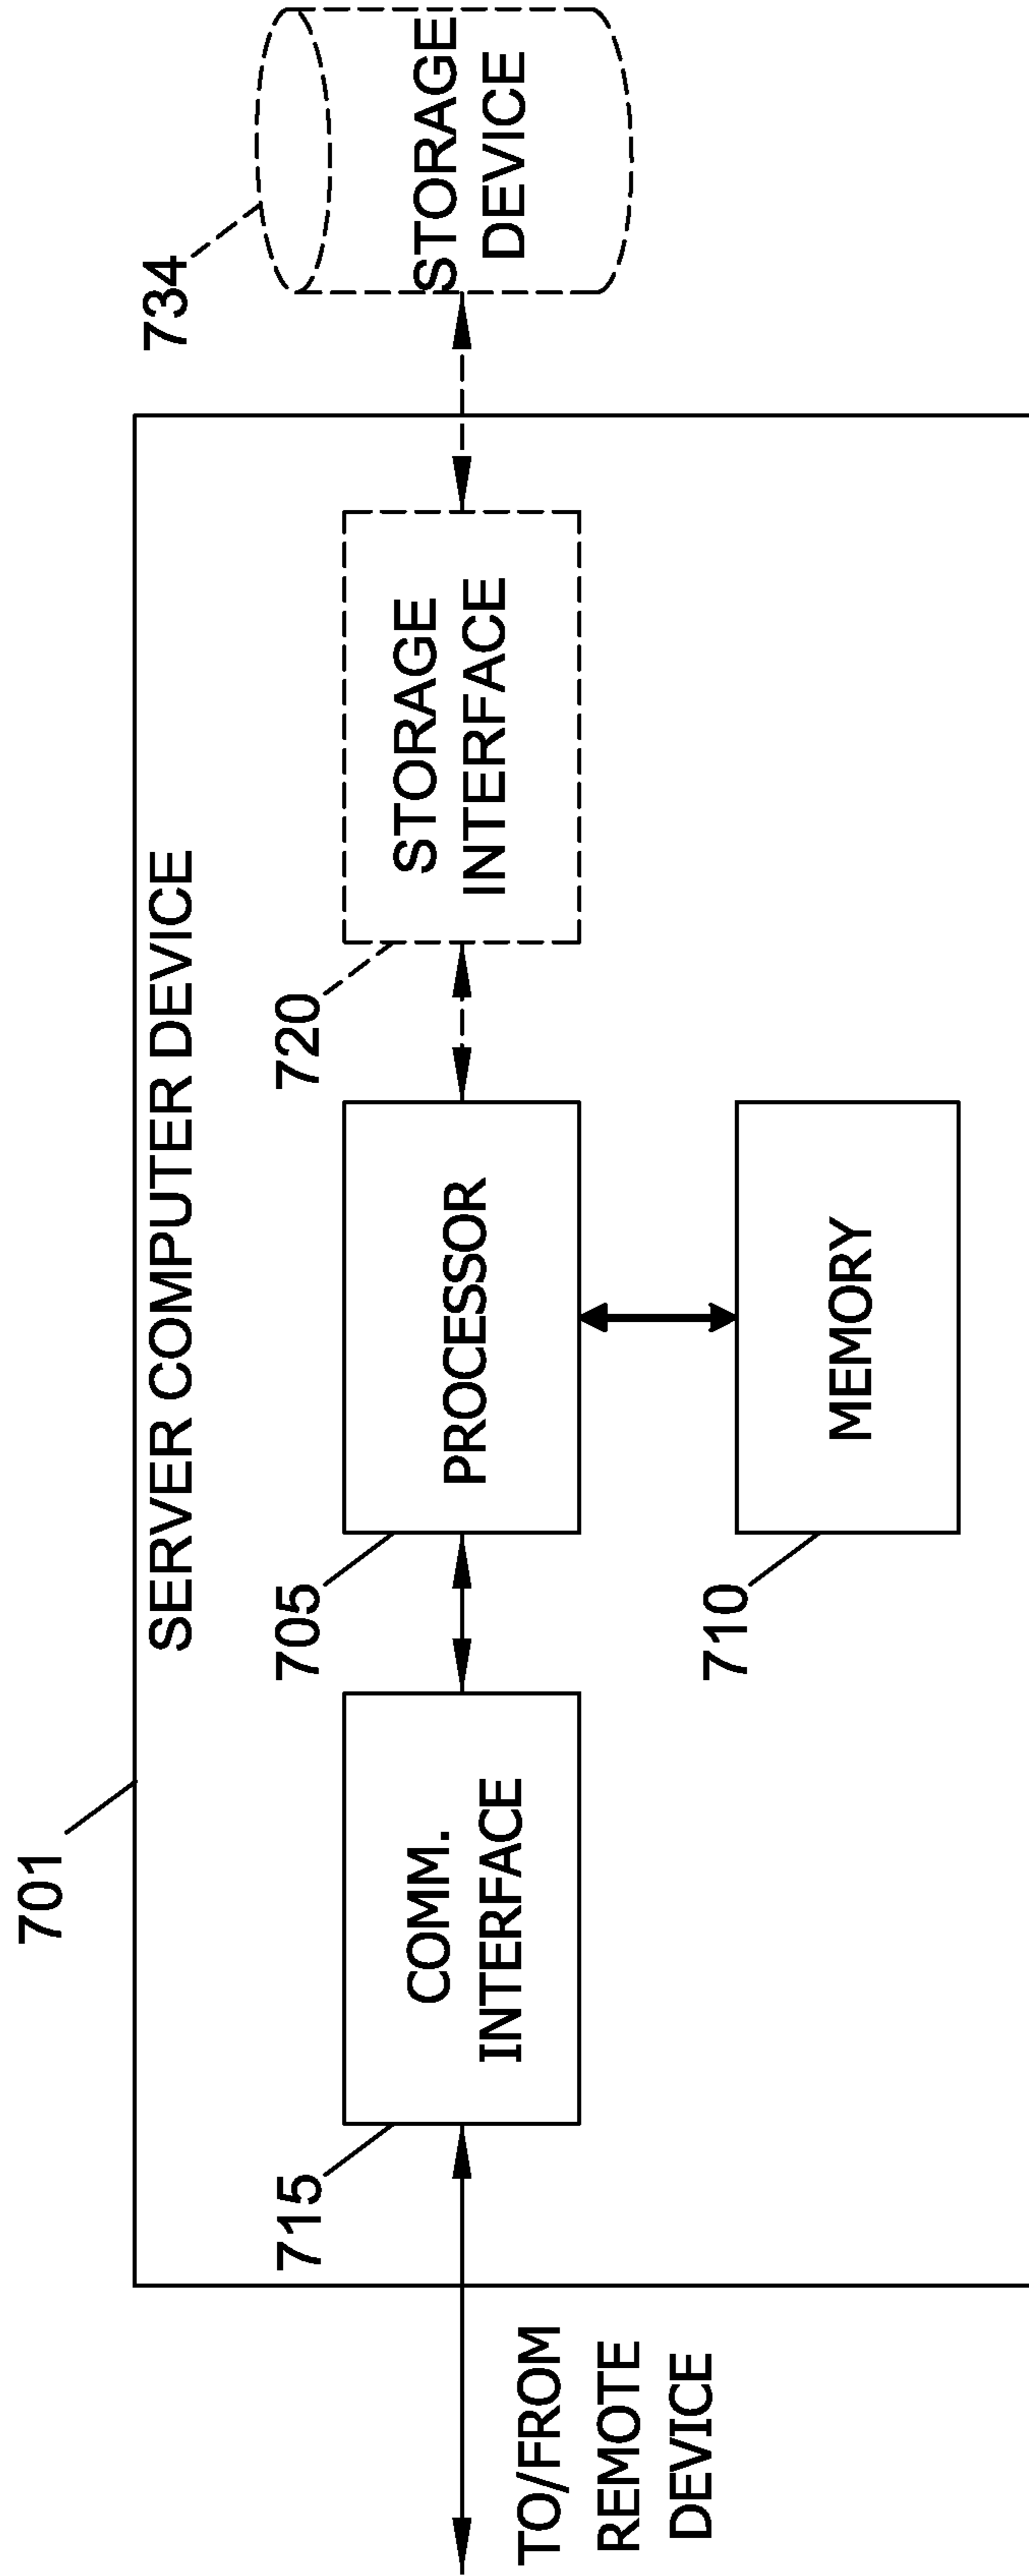 701
SERVER COMPUTER DEVICE
734
715
COMM.
INTERFACE
705
PROCESSOR
720
STORAGE
INTERFACE
STORAGE
DEVICE
710
MEMORY
TO/FROM
REMOTE
DEVICE